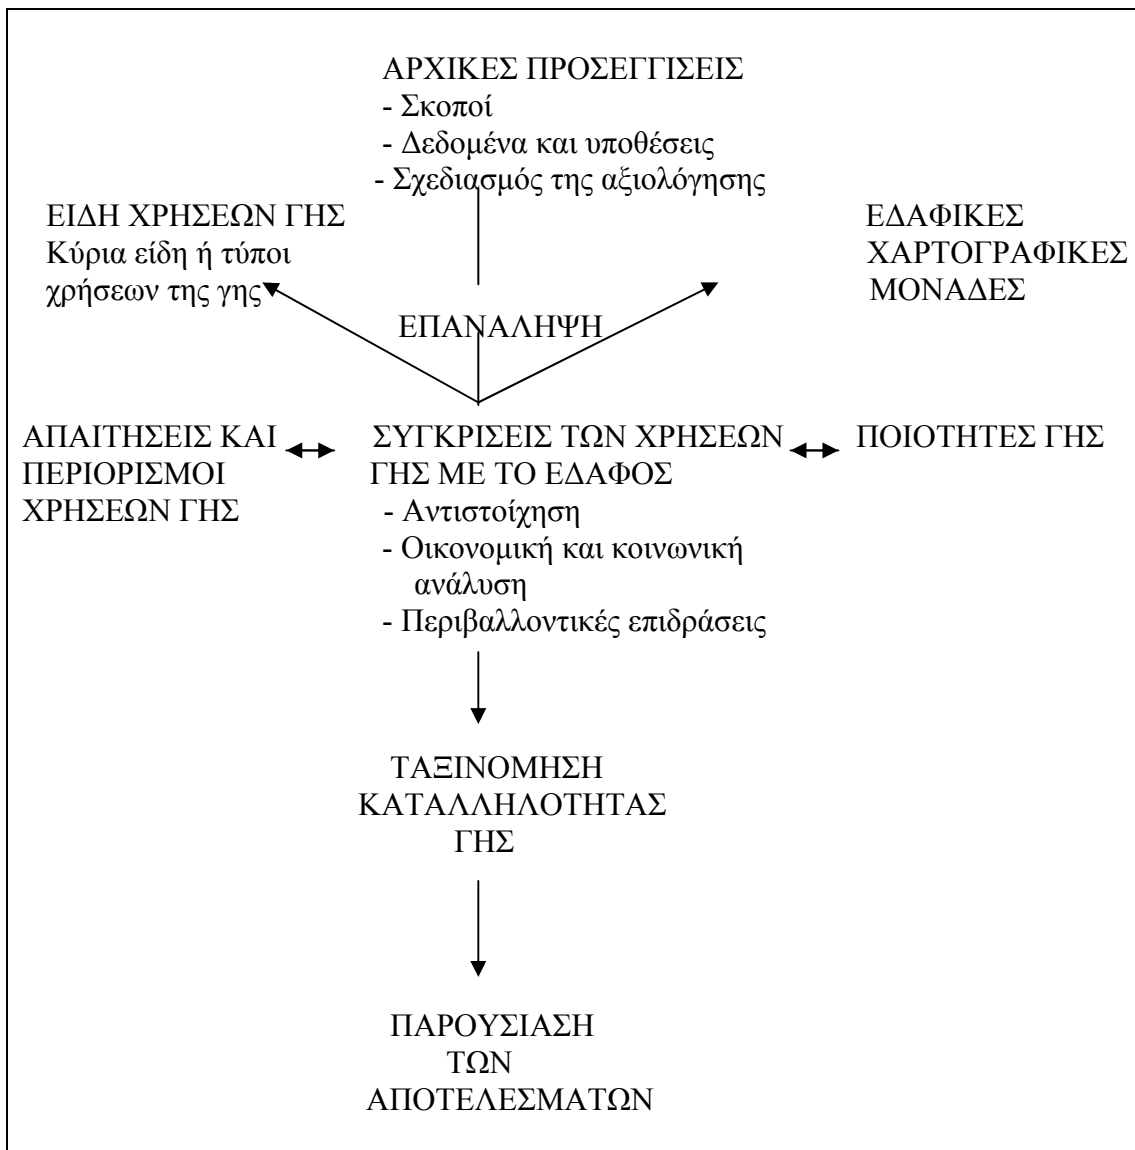 ΑΡΧΙΚΕΣ ΠΡΟΣΕΓΓΙΣΕΙΣ
- Σκοποί
- Δεδομένα και υποθέσεις
- Σχεδιασμός της αξιολόγησης
ΕΙΔΗ ΧΡΗΣΕΩΝ ΓΗΣ
Κύρια είδη ή τύποι
χρήσεων της γης
ΕΔΑΦΙΚΕΣ
ΧΑΡΤΟΓΡΑΦΙΚΕΣ
ΜΟΝΑΔΕΣ
ΕΠΑΝΑΛΗΨΗ
ΑΠΑΙΤΗΣΕΙΣ ΚΑΙ
ΠΕΡΙΟΡΙΣΜΟΙ
ΧΡΗΣΕΩΝ ΓΗΣ
ΣΥΓΚΡΙΣΕΙΣ ΤΩΝ ΧΡΗΣΕΩΝ
ΓΗΣ ΜΕ ΤΟ ΕΔΑΦΟΣ
- Αντιστοίχηση
- Οικονομική και κοινωνική
ανάλυση
- Περιβαλλοντικές επιδράσεις
ΠΟΙΟΤΗΤΕΣ ΓΗΣ
ΤΑΞΙΝΟΜΗΣΗ
ΚΑΤΑΛΛΗΛΟΤΗΤΑΣ
ΓΗΣ
ΠΑΡΟΥΣΙΑΣΗ
ΤΩΝ
ΑΠΟΤΕΛΕΣΜΑΤΩΝ